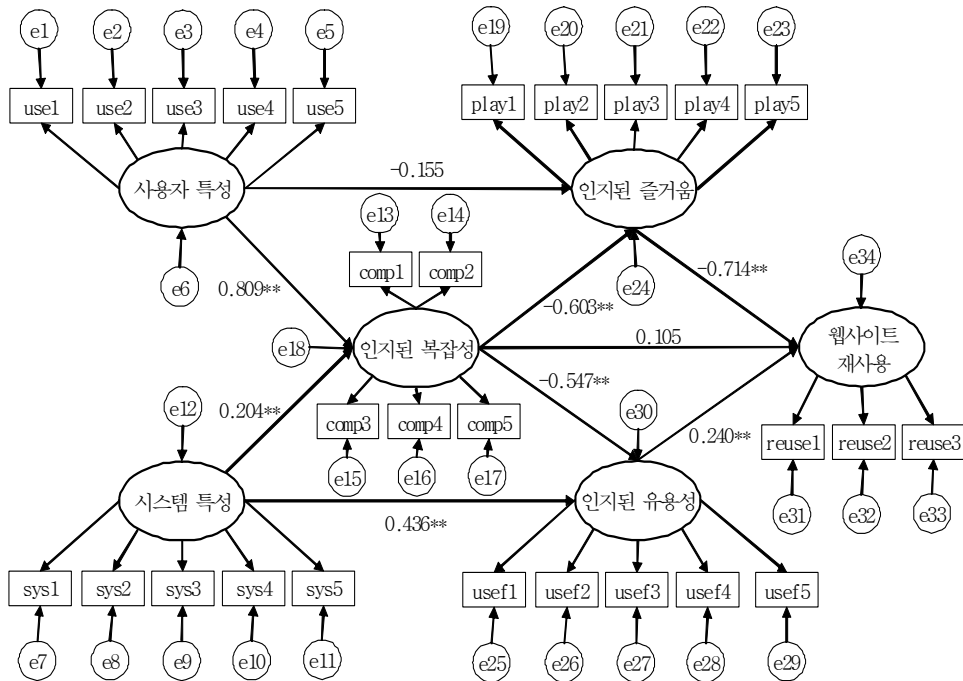 e1 e2 e3 e4 e5
e19 e20 e21 e22 e23
use1 use2 use3 use4 use5
play1 play2 play3 play4 play5
사용자 특성
-0.155
인지된 즐거움
e13 e14
comp1 comp2
e6
0.809**
e24
-0.714**
e34
-0.603**
e18
인지된 복잡성
0.105
웹사이트
재사용
e12
0.204**
-0.547**
e30
comp3 comp4 comp5
0.240**
reuse1 reuse2 reuse3
e15 e16 e17
시스템 특성
0.436**
인지된 유용성
e31 e32 e33
sys1 sys2 sys3 sys4 sys5
usef1 usef2 usef3 usef4 usef5
e7 e8 e9 e10 e11
e25 e26 e27 e28 e29